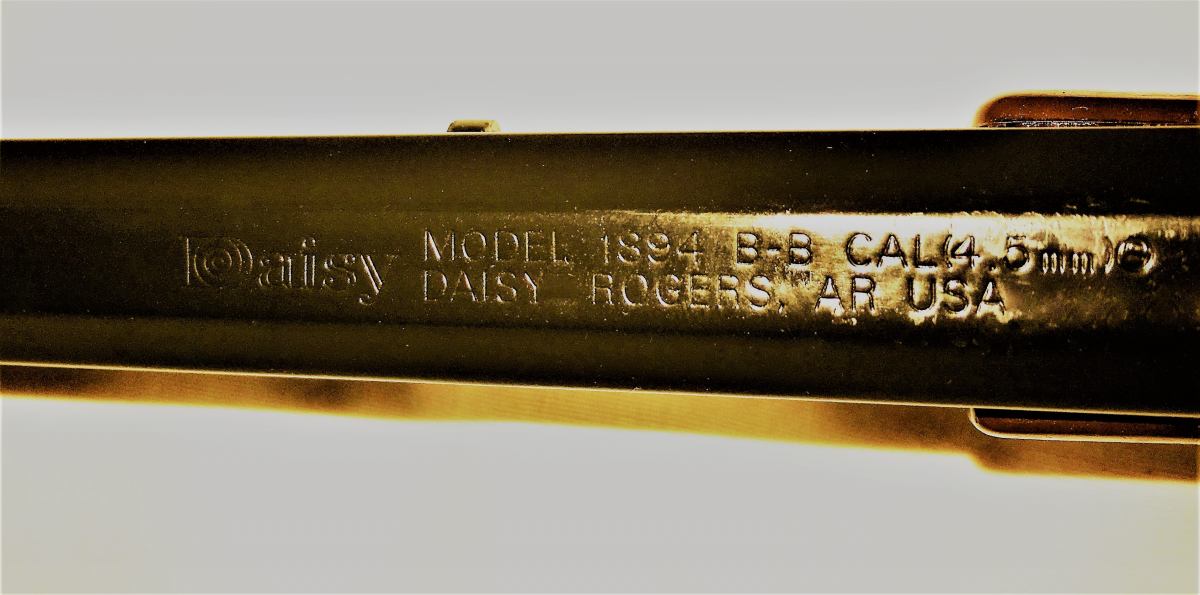 Daisy MODEL 1894 B-B CAL(4.5mm)
DAISY ROGERS, AR USA